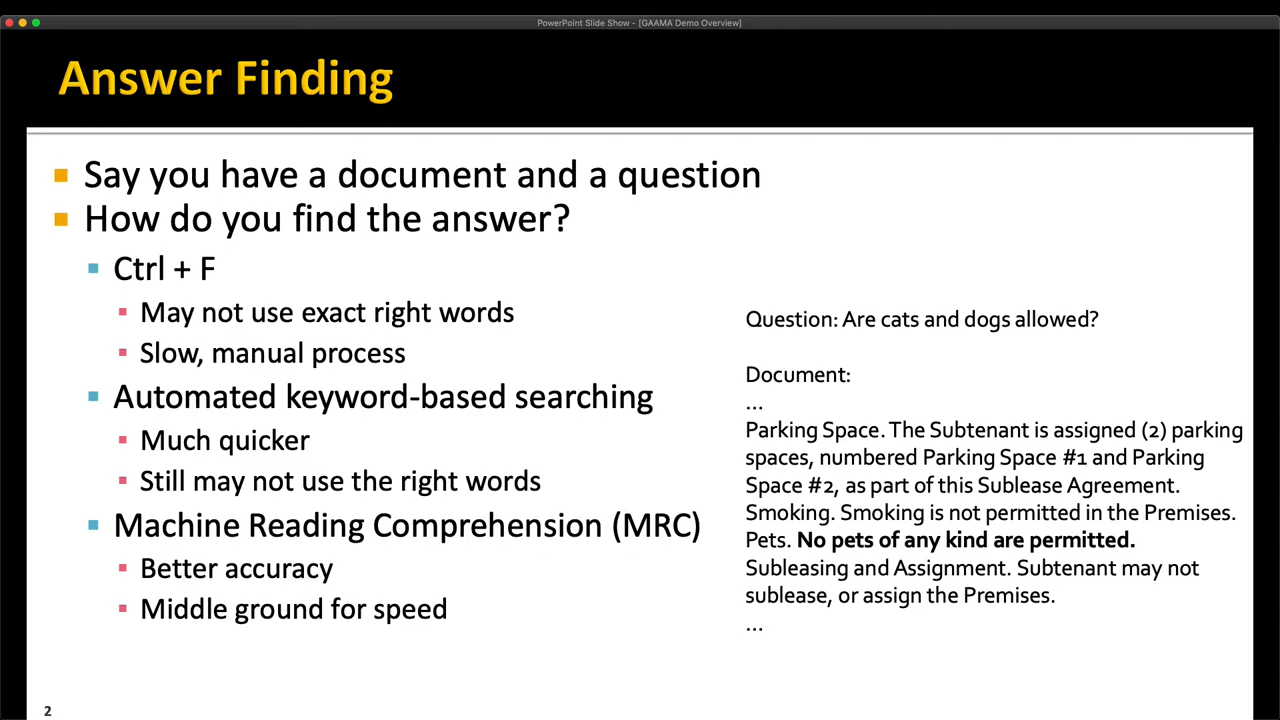 PowerPoint Slide Show - [GAAMA Demo Overview]
Answer Finding
Say you have a document and a question
How do you find the answer?
Ctrl + F
May not use exact right words
Slow, manual process
Automated keyword-based searching
Much quicker
Still may not use the right words
Machine Reading Comprehension (MRC)
Better accuracy
Middle ground for speed
Question: Are cats and dogs allowed?
Document:
...
Parking Space. The Subtenant is assigned (2) parking
spaces, numbered Parking Space #1 and Parking
Space #2, as part of this Sublease Agreement.
Smoking. Smoking is not permitted in the Premises.
Pets. No pets of any kind are permitted.
Subleasing and Assignment. Subtenant may not
sublease, or assign the Premises.
...
2